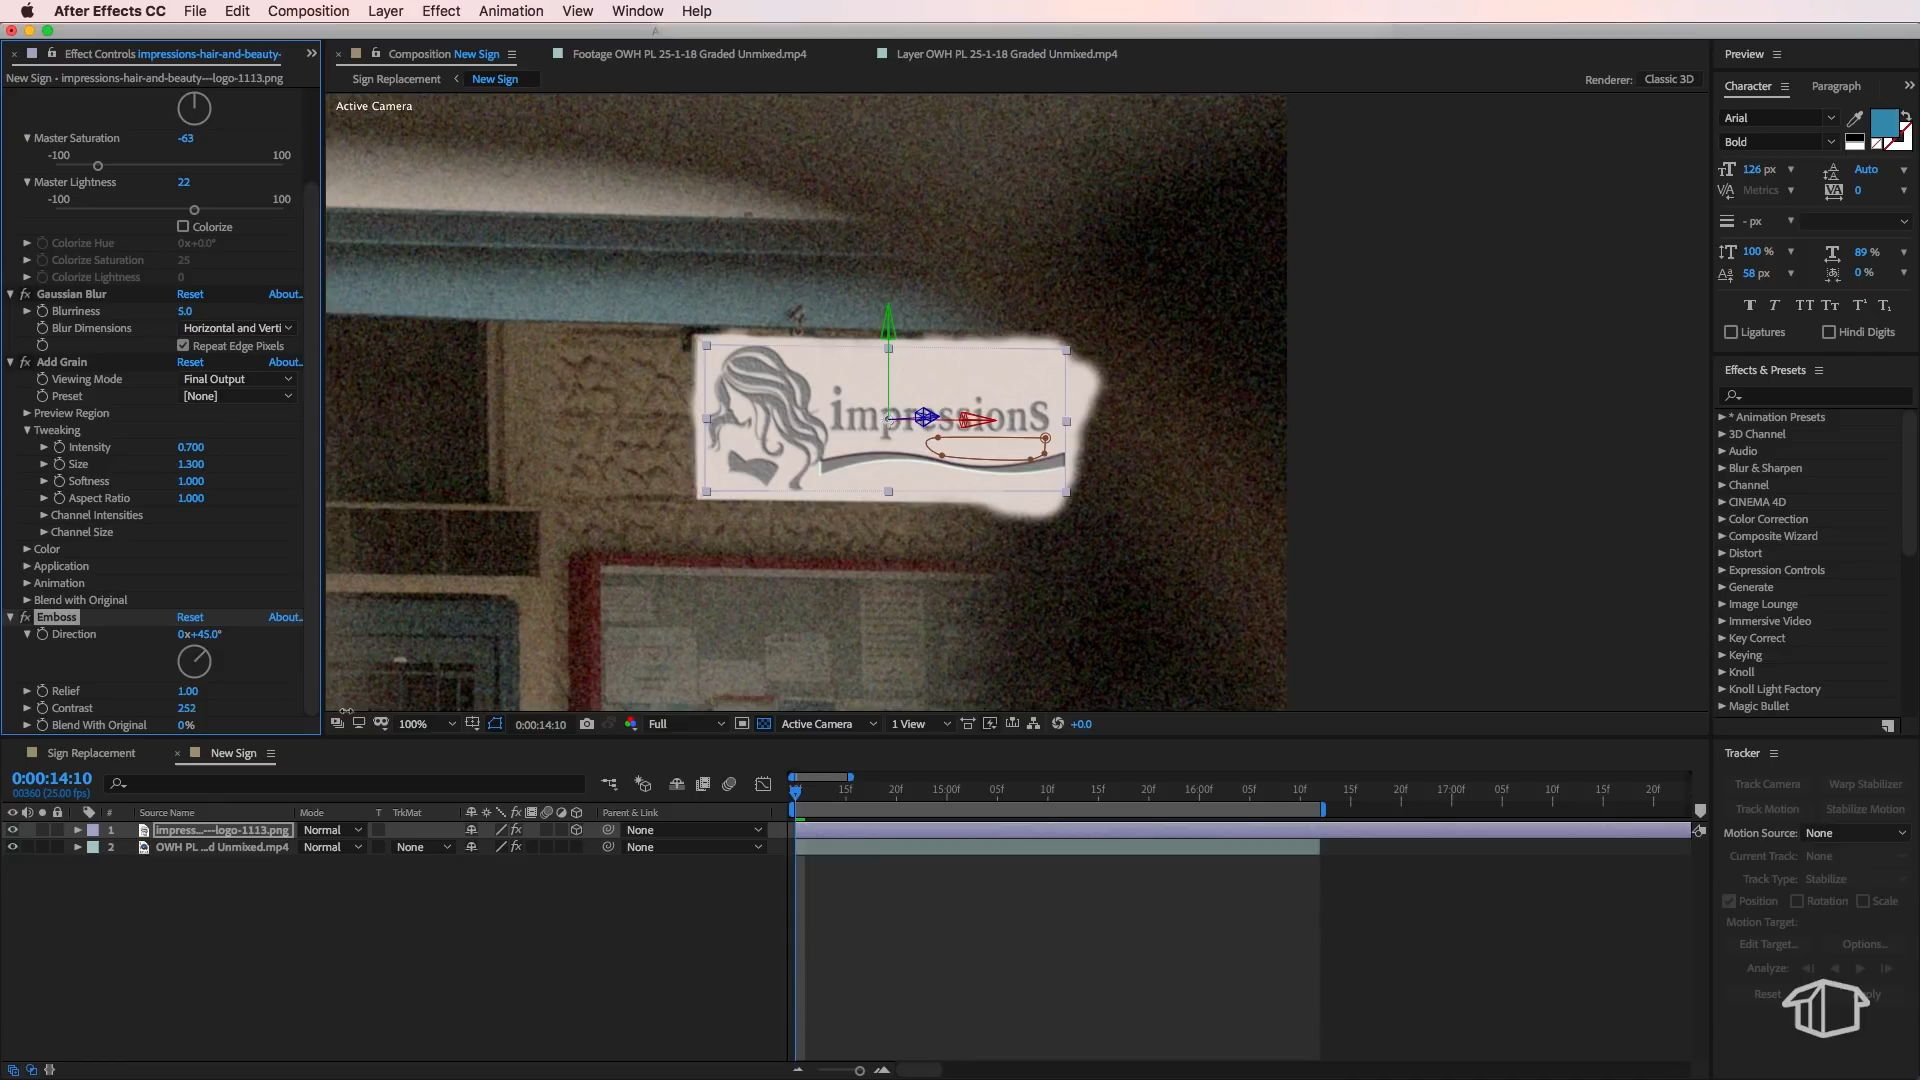 After Effects CC File Edit Composition Layer Effect Animation View Window Help
Effect Controls impressions-hair-and-beauty-
New Sign • impressions-hair-and-beauty---logo-1113.png
Master Saturation -63
-100 100
Master Lightness 22
-100 100
Colorize
Colorize Hue 0x+0.0°
Colorize Saturation 25
Colorize Lightness 0
Gaussian Blur Reset About..
Blurriness 5.0
Blur Dimensions Horizontal and Verti
Repeat Edge Pixels
Add Grain Reset About..
Viewing Mode Final Output
Preset [None]
Preview Region
Tweaking
Intensity 0.700
Size 1.300
Softness 1.000
Aspect Ratio 1.000
Channel Intensities
Channel Size
Color
Application
Animation
Blend with Original
Emboss Reset About..
Direction 0x+45.0°
Relief 1.00
Contrast 252
Blend With Original 0%
Composition New Sign Footage OWH PL 25-1-18 Graded Unmixed.mp4 Layer OWH PL 25-1-18 Graded Unmixed.mp4
Sign Replacement New Sign Renderer: Classic 3D
Active Camera
impressions
100% 0:00:14:10 Full Active Camera 1 View +0.0
Preview
Character Paragraph
Arial
Bold
126 px Auto
Metrics 0
- px
100 % 89 %
58 px 0 %
T T TT Tt T¹ T₁
Ligatures Hindi Digits
Effects & Presets
* Animation Presets
3D Channel
Audio
Blur & Sharpen
Channel
CINEMA 4D
Color Correction
Composite Wizard
Distort
Expression Controls
Generate
Image Lounge
Immersive Video
Key Correct
Keying
Knoll
Knoll Light Factory
Magic Bullet
Sign Replacement New Sign
0:00:14:10
00360 (25.00 fps)
# Source Name Mode T TrkMat Parent & Link
1 impress...---logo-1113.png Normal None
2 OWH PL ...d Unmixed.mp4 Normal None None
15f 20f 15:00f 05f 10f 15f 20f 16:00f 05f 10f 15f 20f 17:00f 05f 10f 15f 20f
Tracker
Track Camera Warp Stabilizer
Track Motion Stabilize Motion
Motion Source: None
Current Track: None
Track Type: Stabilize
Position Rotation Scale
Motion Target:
Edit Target... Options...
Analyze:
Reset